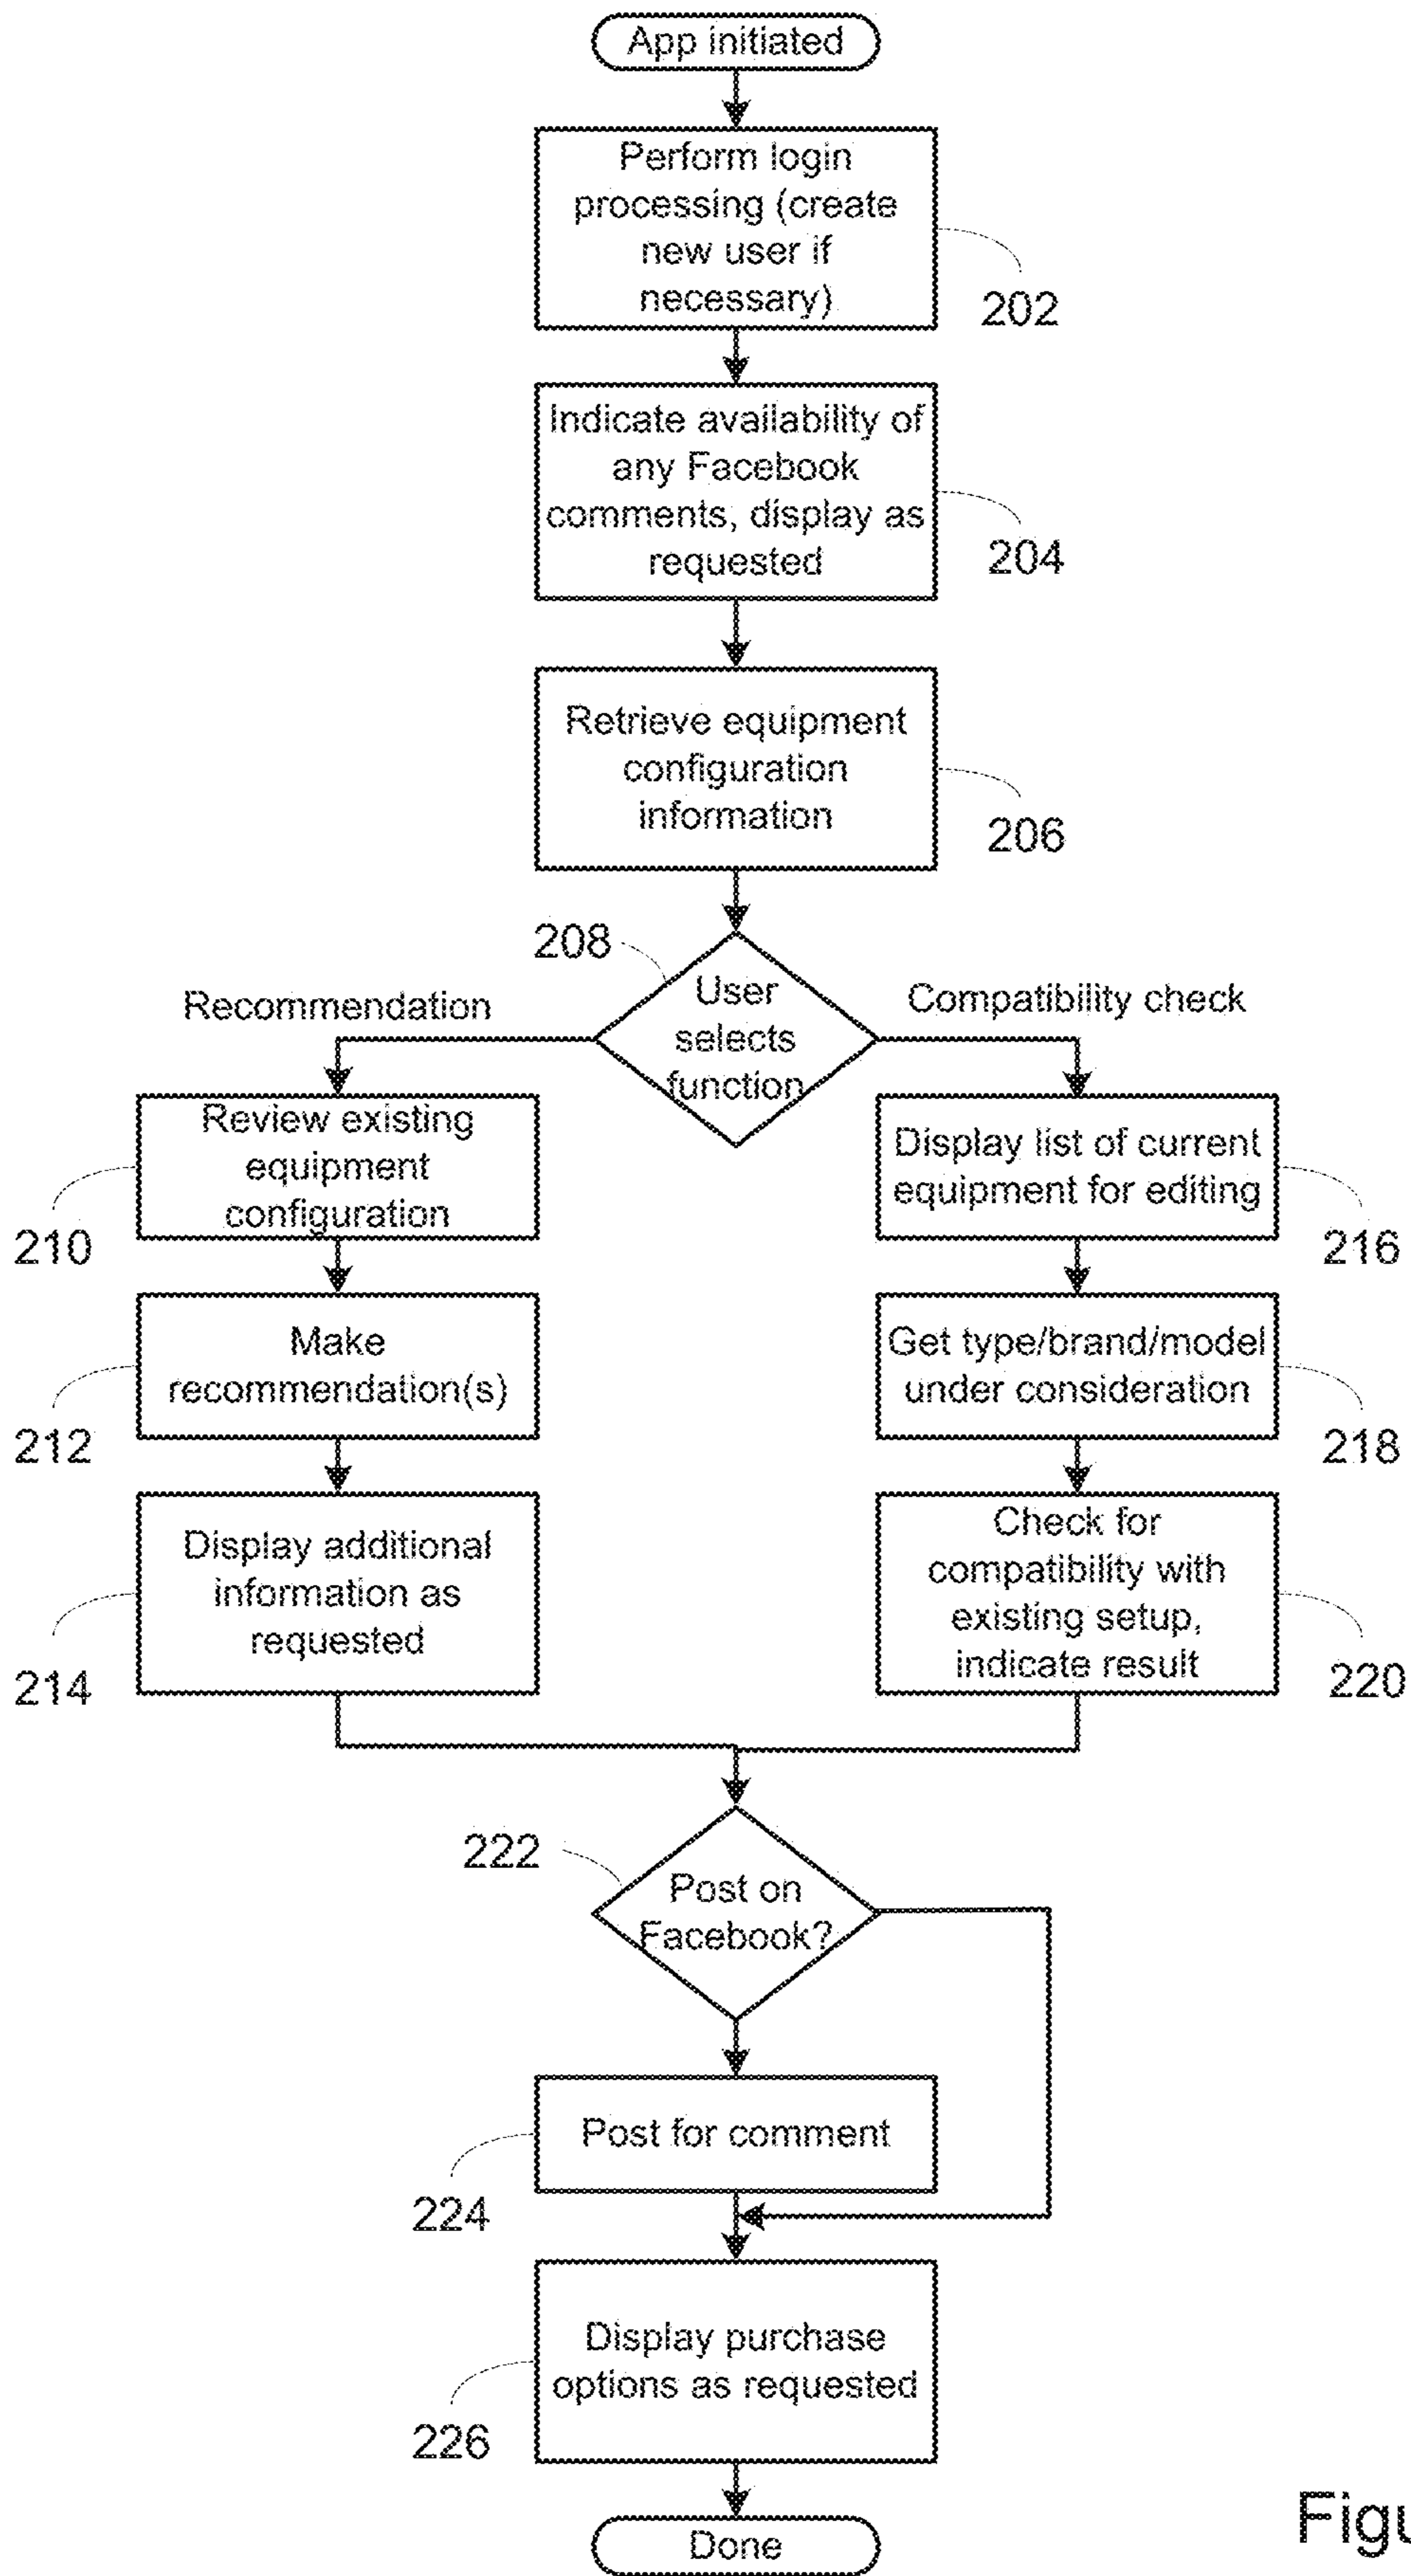 App initiated
Perform login
processing (create
new user if
necessary)
202
Indicate availability of
any Facebook
comments, display as
requested
204
Retrieve equipment
configuration
information
206
208
User
selects
function
Recommendation
Compatibility check
Review existing
equipment
configuration
210
Make
recommendation(s)
212
Display additional
information as
requested
214
Display list of current
equipment for editing
216
Get type/brand/model
under consideration
218
Check for
compatibility with
existing setup,
indicate result
220
222
Post on
Facebook?
Post for comment
224
Display purchase
options as requested
226
Done